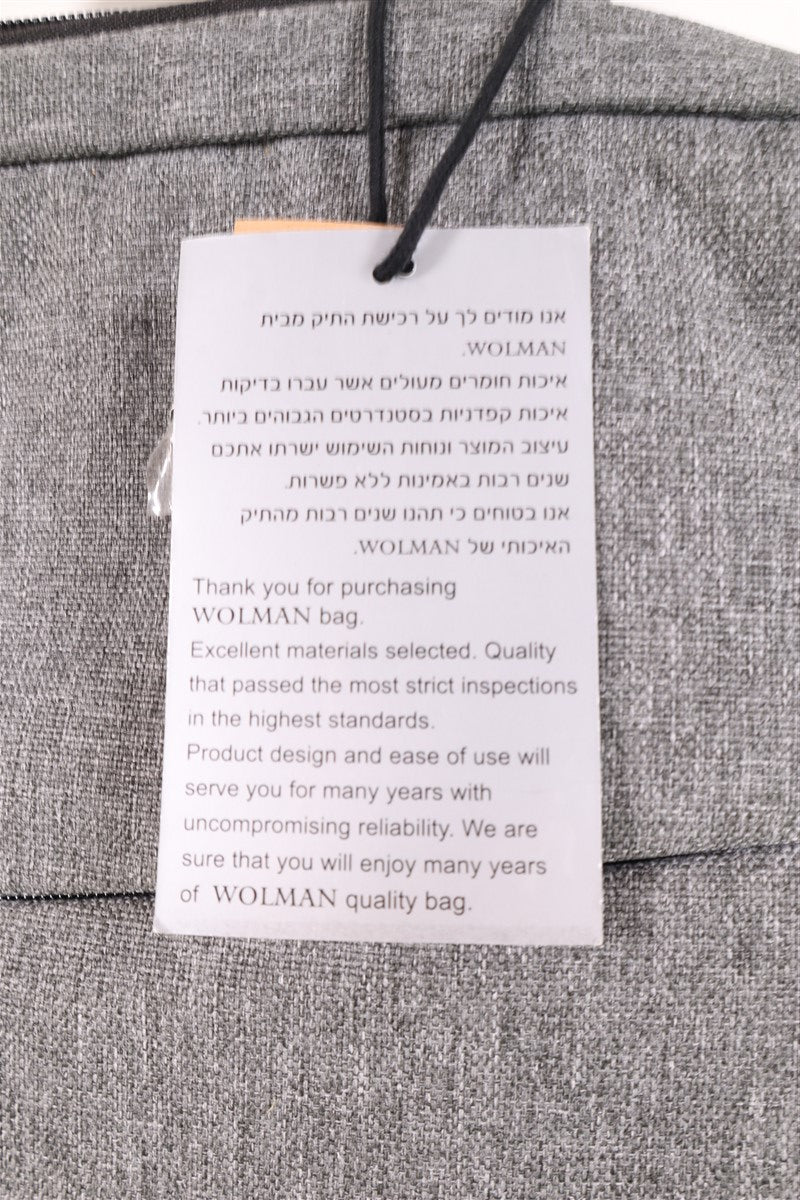 אנו מודים לך על רכישת התיק מבית
WOLMAN.
איכות חומרים מעולים אשר עברו בדיקות
איכות קפדניות בסטנדרטים הגבוהים ביותר.
עיצוב המוצר ונוחות השימוש ישרתו אתכם
שנים רבות באמינות ללא פשרות.
אנו בטוחים כי תהנו שנים רבות מהתיק
האיכותי של WOLMAN.
Thank you for purchasing
WOLMAN bag.
Excellent materials selected. Quality
that passed the most strict inspections
in the highest standards.
Product design and ease of use will
serve you for many years with
uncompromising reliability. We are
sure that you will enjoy many years
of WOLMAN quality bag.